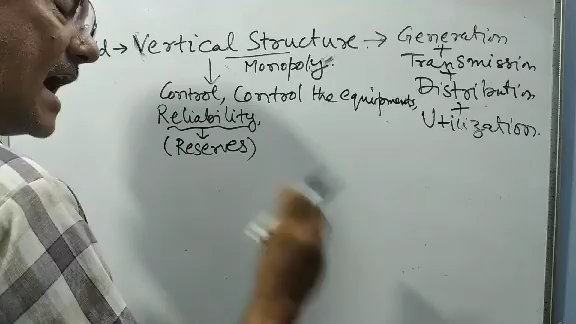 d → Vertical Structure → Generation
+
Monopoly. Transmission
+
Control, Control the equipments, Distribution
+
Reliability. Utilization.
(Reserves)